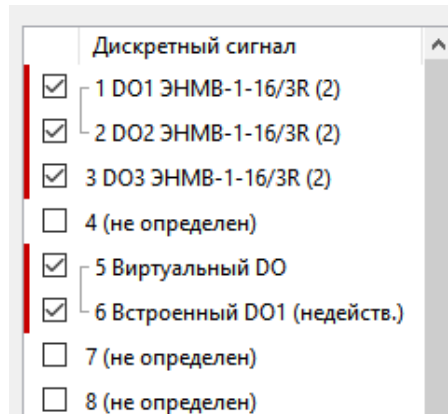 Дискретный сигнал
1 DO1 ЭНМВ-1-16/3R (2)
2 DO2 ЭНМВ-1-16/3R (2)
3 DO3 ЭНМВ-1-16/3R (2)
4 (не определен)
5 Виртуальный DO
6 Встроенный DO1 (недейств.)
7 (не определен)
8 (не определен)